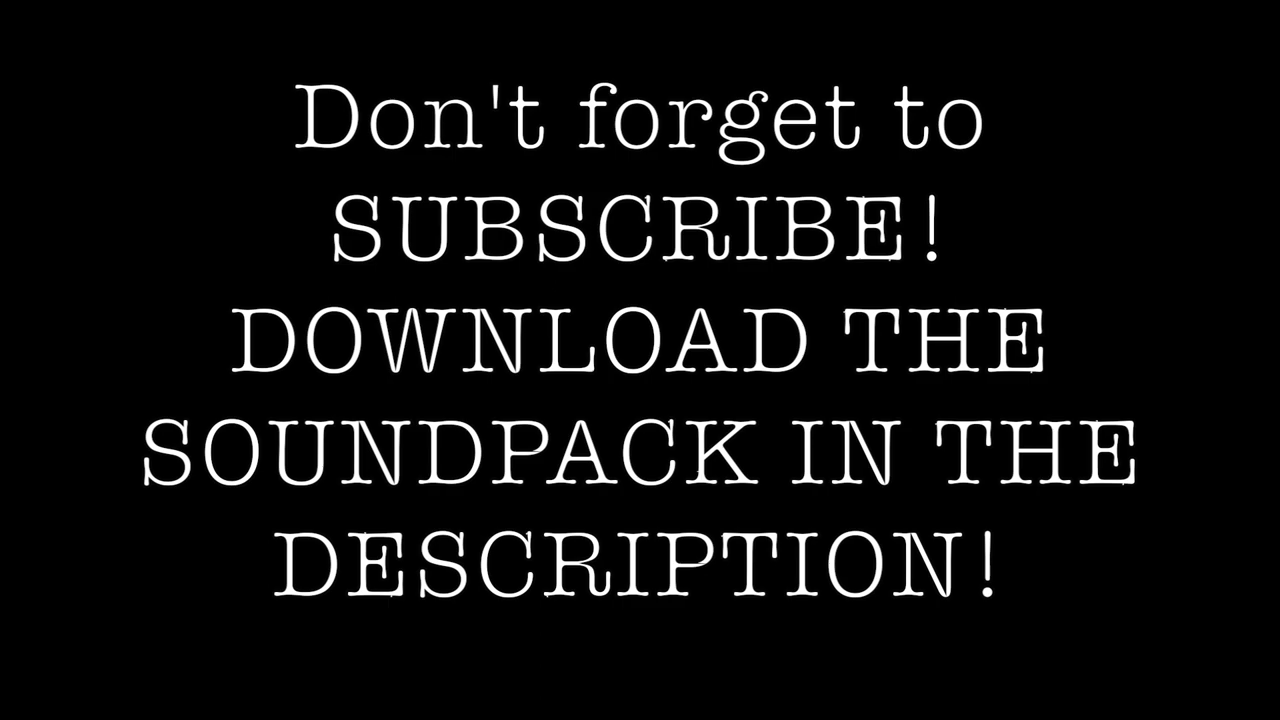 Don't forget to
SUBSCRIBE!
DOWNLOAD THE
SOUNDPACK IN THE
DESCRIPTION!